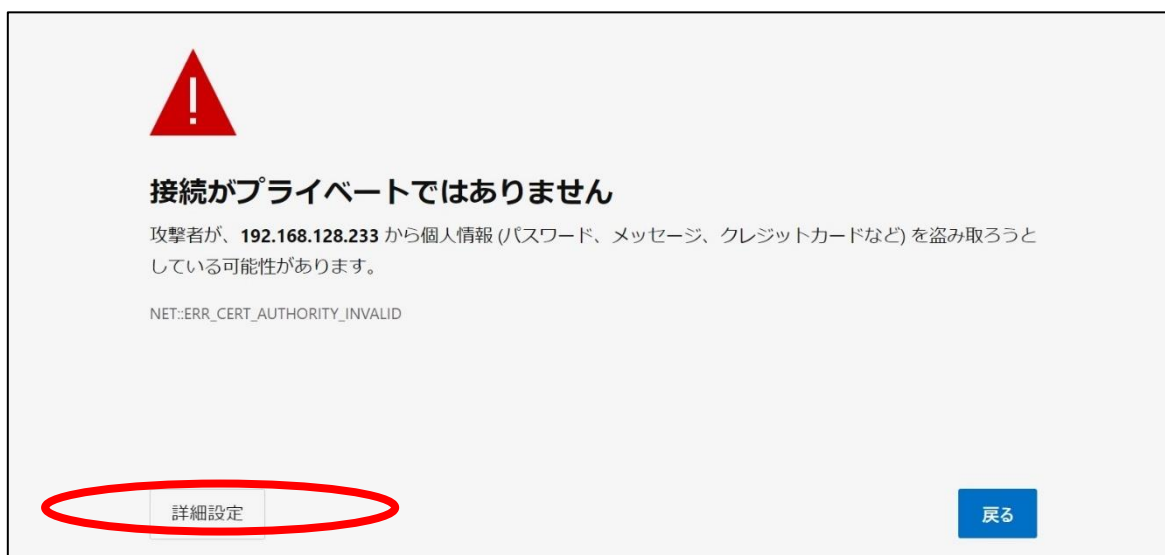 接続がプライベートではありません
攻撃者が、192.168.128.233 から個人情報 (パスワード、メッセージ、クレジットカードなど) を盗み取ろうと
している可能性があります。
NET::ERR_CERT_AUTHORITY_INVALID
詳細設定
戻る